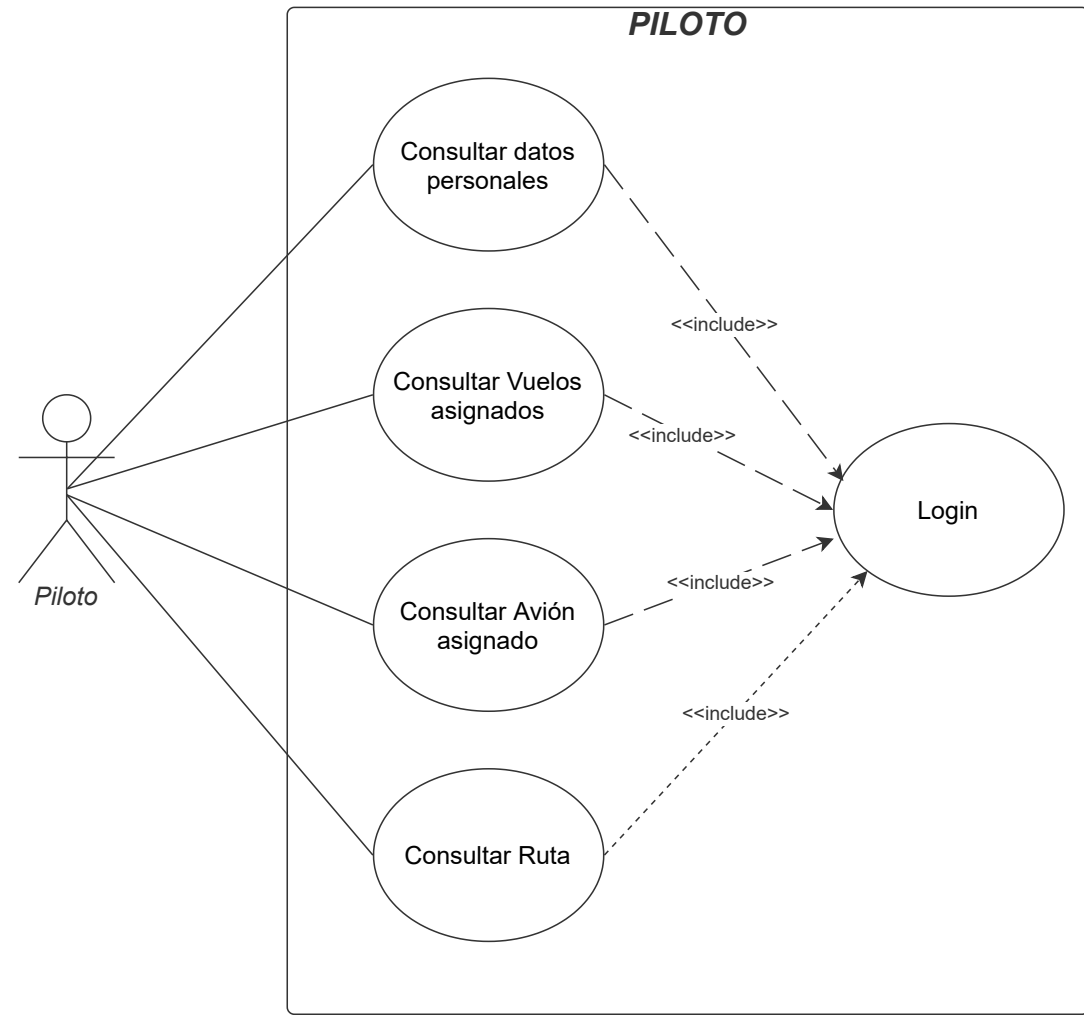 PILOTO
Consultar datos
personales
<<include>>
Consultar Vuelos
asignados
<<include>>
Login
Piloto
Consultar Avión
asignado
<<include>>
<<include>>
Consultar Ruta